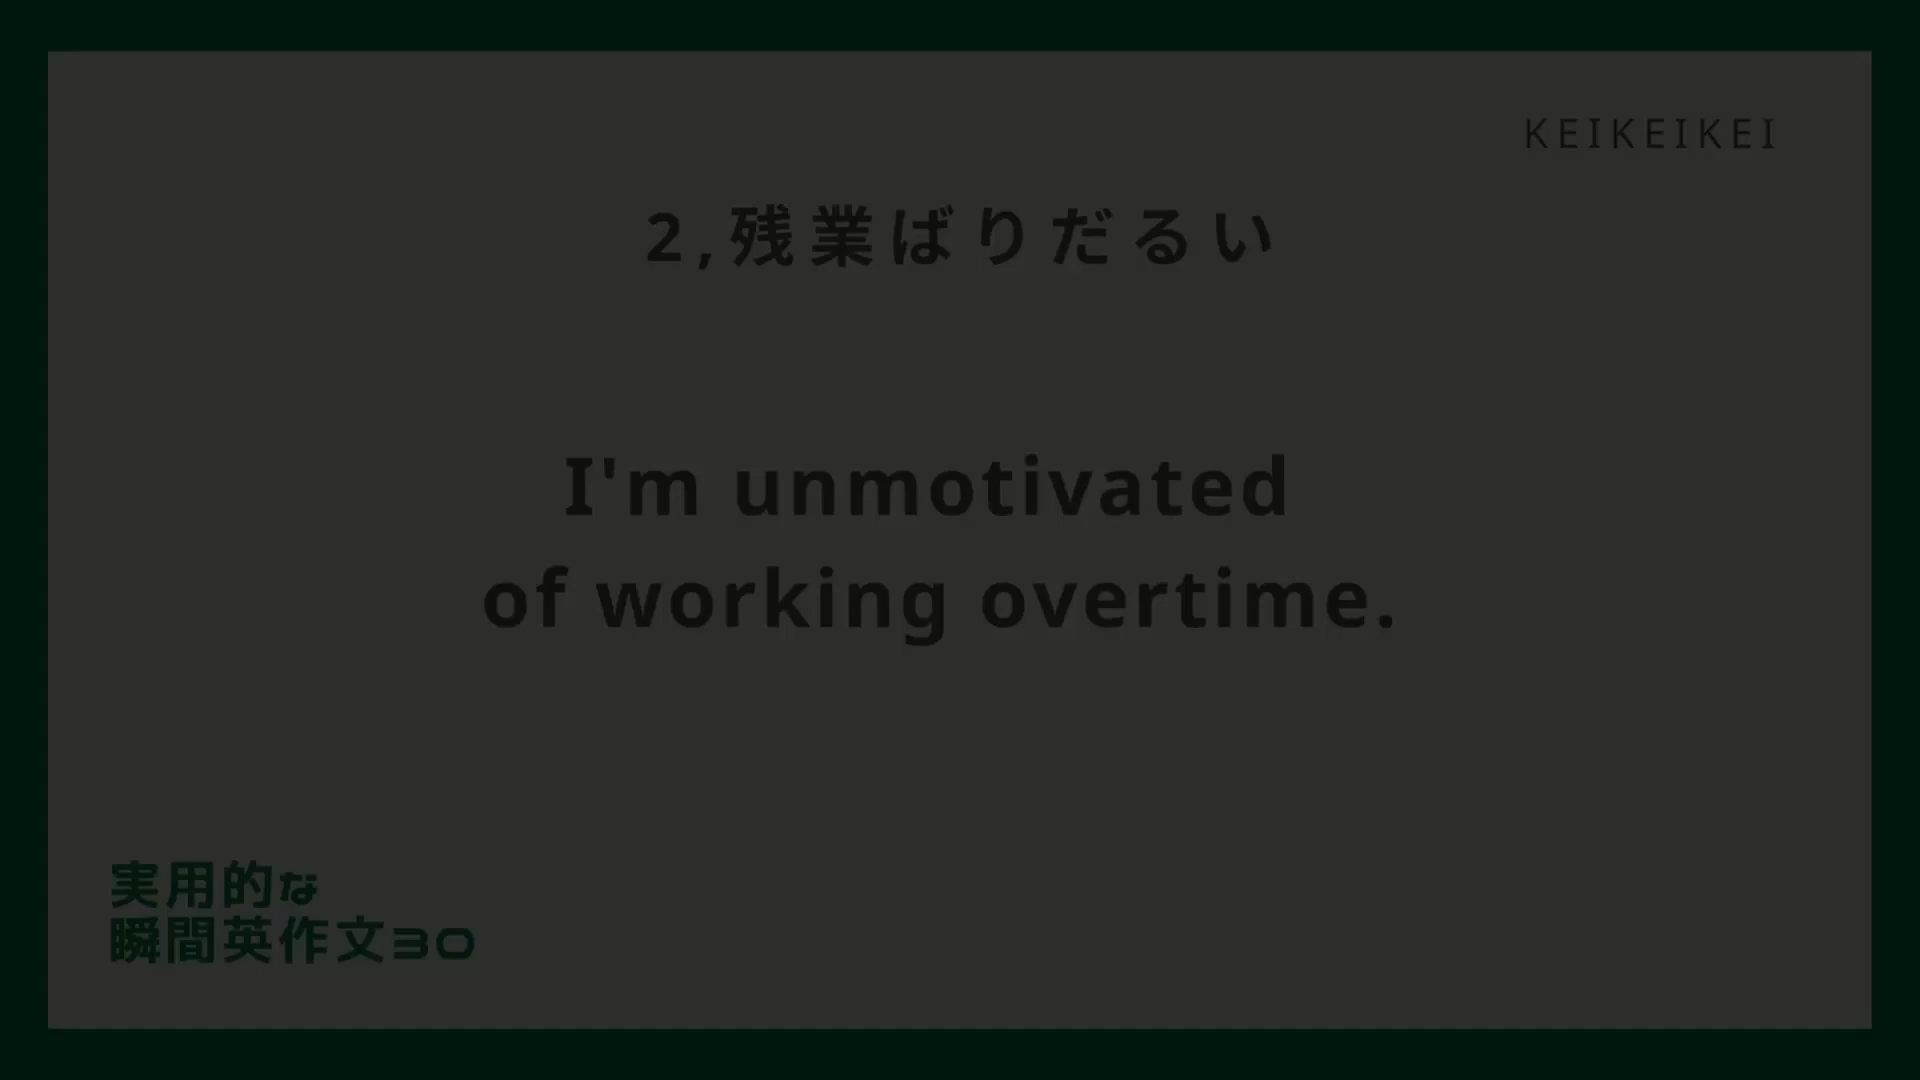 KEIKEIKEI
2,残業ばりだるい
I'm unmotivated
of working overtime.
実用的な
瞬間英作文30